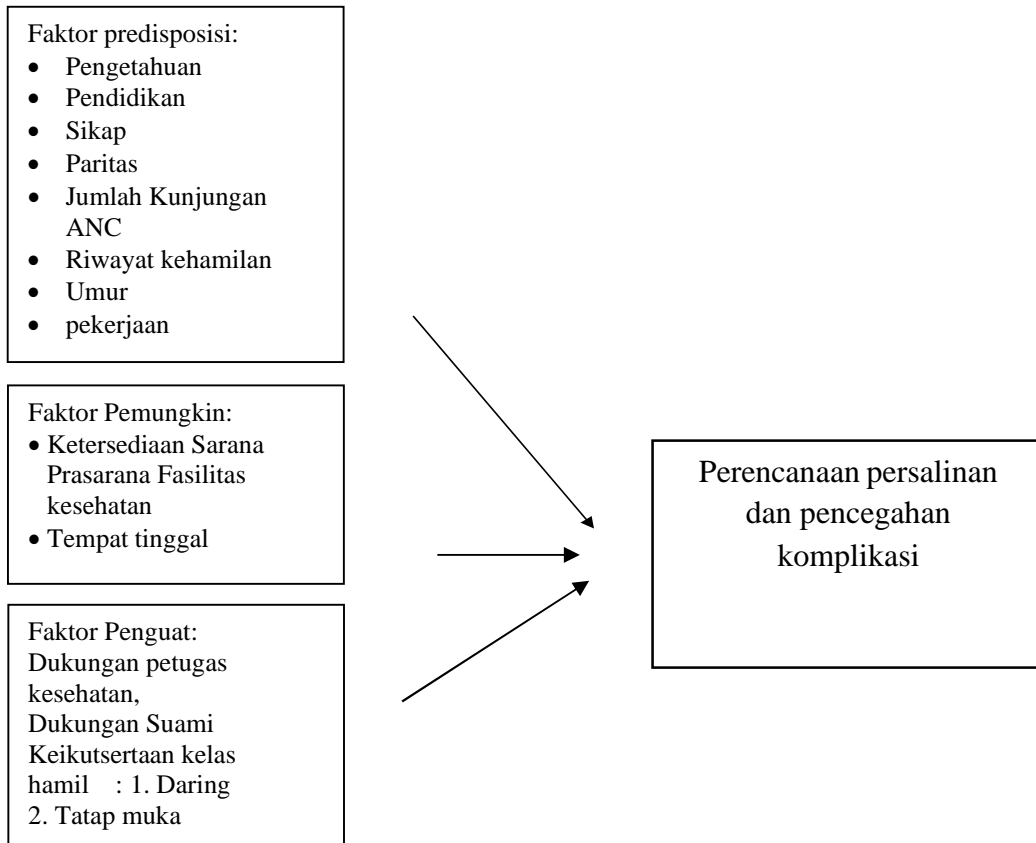 Faktor predisposisi:
• Pengetahuan
• Pendidikan
• Sikap
• Paritas
• Jumlah Kunjungan
ANC
• Riwayat kehamilan
• Umur
• pekerjaan
Faktor Pemungkin:
• Ketersediaan Sarana
Prasarana Fasilitas
kesehatan
• Tempat tinggal
Faktor Penguat:
Dukungan petugas
kesehatan,
Dukungan Suami
Keikutsertaan kelas
hamil : 1. Daring
2. Tatap muka
Perencanaan persalinan
dan pencegahan
komplikasi